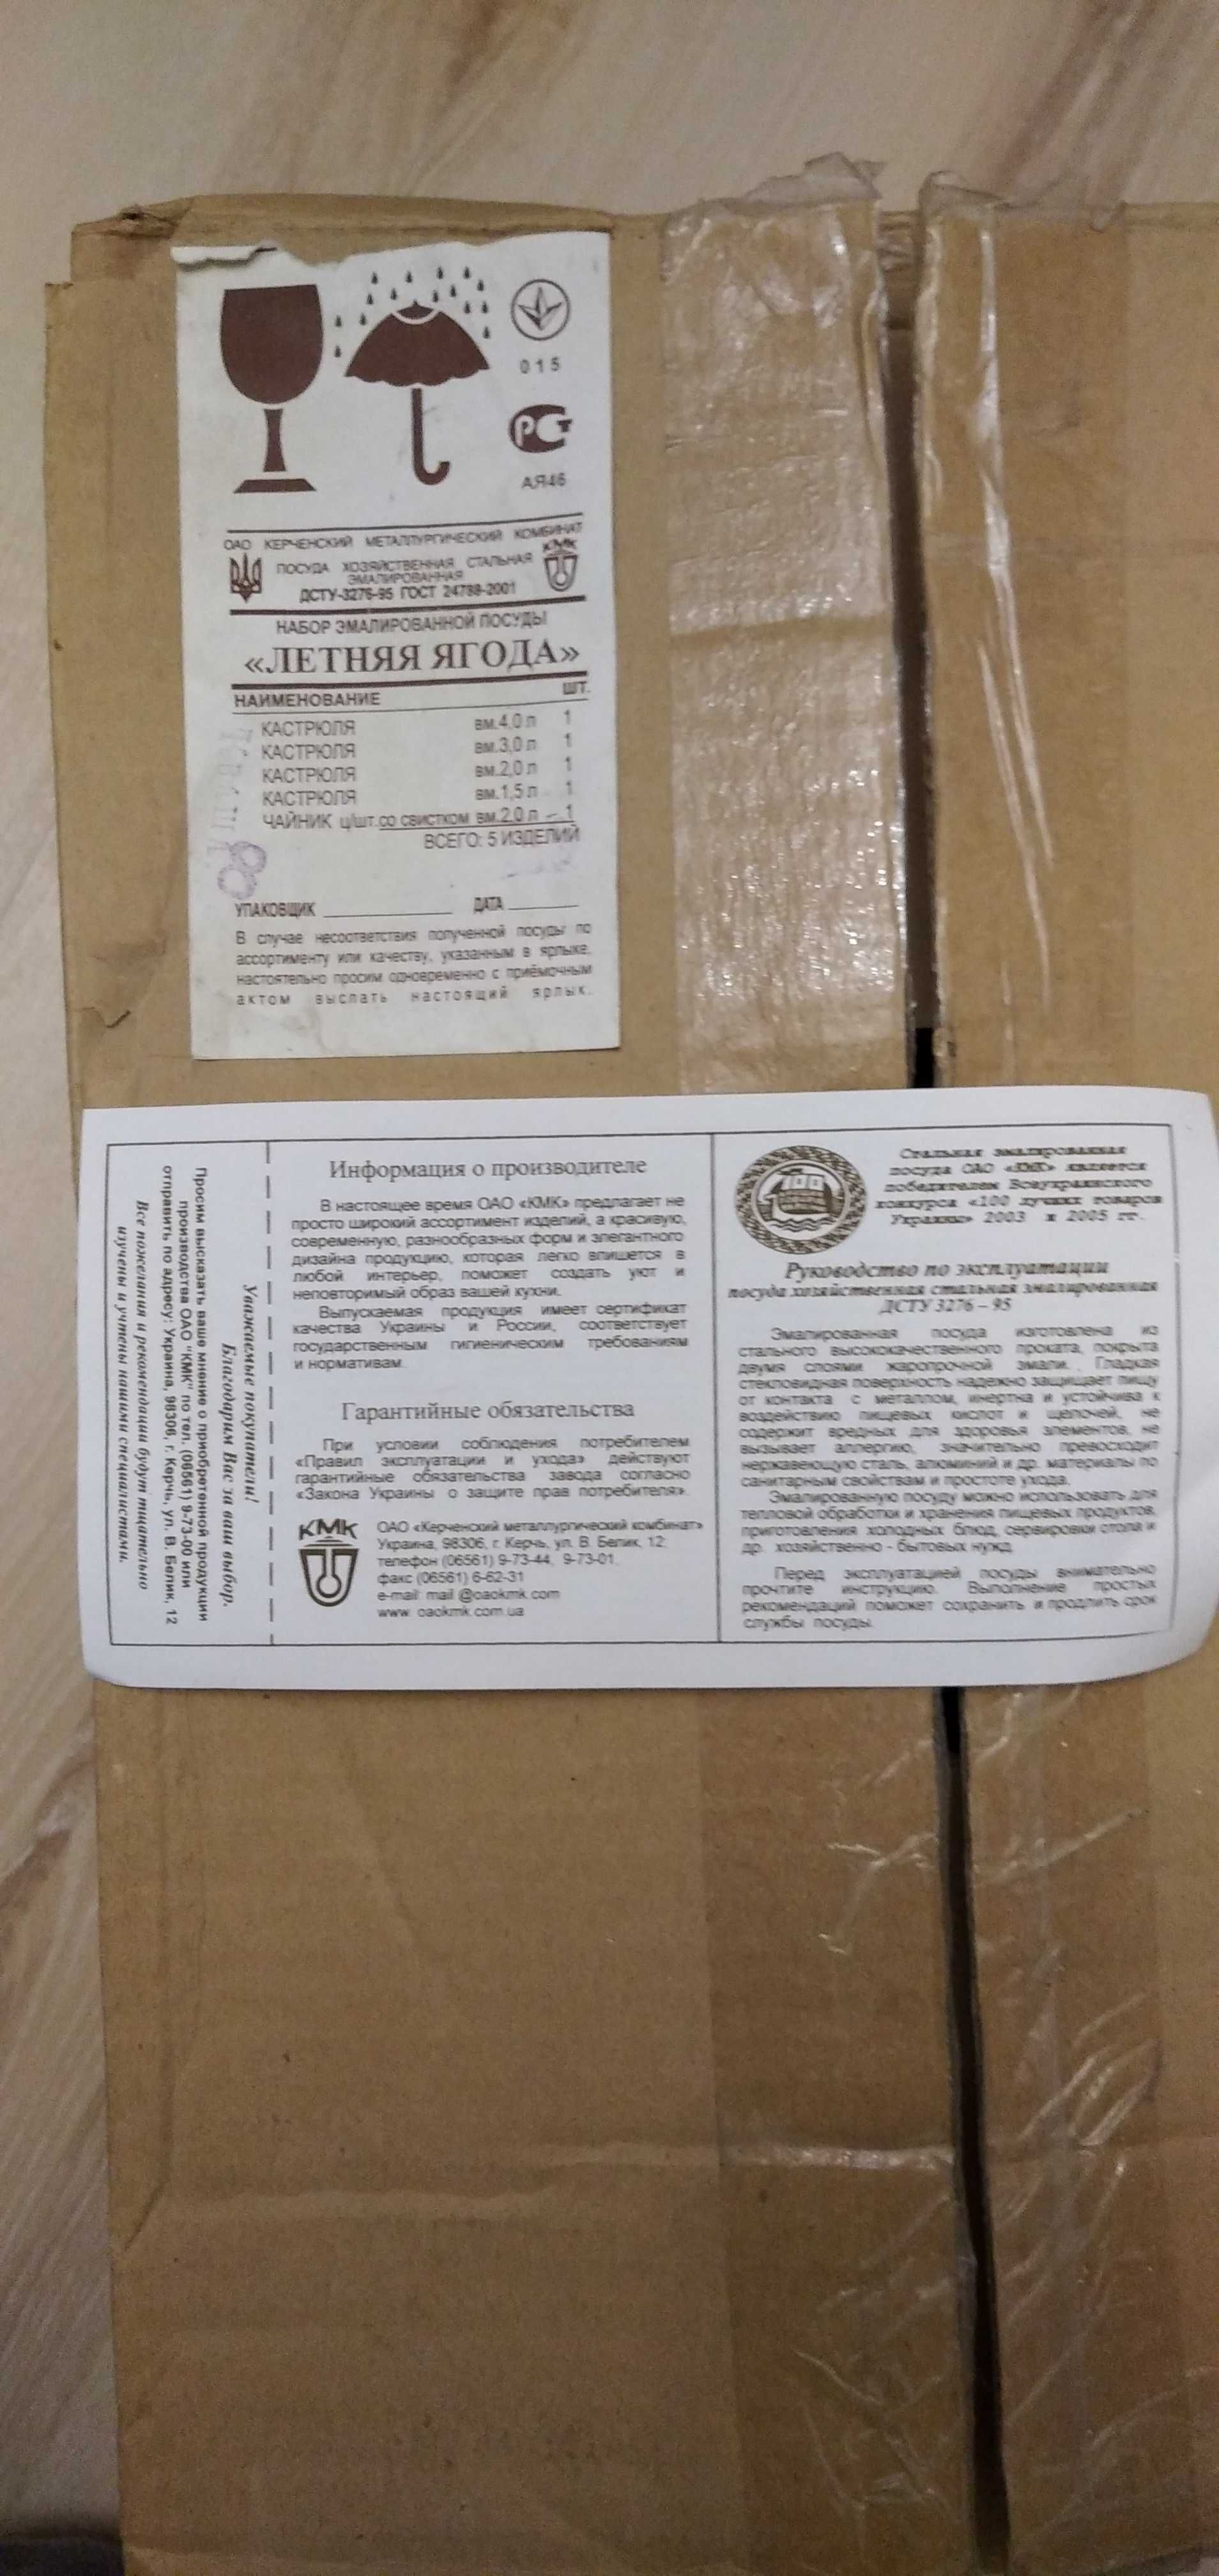 015
РСТ
АЯ46
ОАО КЕРЧЕНСКИЙ МЕТАЛЛУРГИЧЕСКИЙ КОМБИНАТ
КМК
ПОСУДА ХОЗЯЙСТВЕННАЯ СТАЛЬНАЯ
ЭМАЛИРОВАННАЯ
ДСТУ-3276-95 ГОСТ 24788-2001
НАБОР ЭМАЛИРОВАННОЙ ПОСУДЫ
«ЛЕТНЯЯ ЯГОДА»
НАИМЕНОВАНИЕ ШТ.
КАСТРЮЛЯ вм.4,0 л 1
КАСТРЮЛЯ вм.3,0 л 1
КАСТРЮЛЯ вм.2,0 л 1
КАСТРЮЛЯ вм.1,5 л 1
ЧАЙНИК ц/шт.со свистком вм.2,0 л – 1
ВСЕГО: 5 ИЗДЕЛИЙ
УПАКОВЩИК ДАТА
В случае несоответствия полученной посуды по
ассортименту или качеству, указанным в ярлыке,
настоятельно просим одновременно с приёмочным
актом выслать настоящий ярлык.
Уважаемые покупатели!
Благодарим Вас за ваш выбор.
Просим высказать ваше мнение о приобретенной продукции
производства ОАО "КМК" по тел. (06561) 9-73-00 или
отправить по адресу: Украина, 98306, г. Керчь, ул. В. Белик, 12
Все пожелания и рекомендации будут тщательно
изучены и учтены нашими специалистами.
Информация о производителе
В настоящее время ОАО «КМК» предлагает не
просто широкий ассортимент изделий, а красивую,
современную, разнообразных форм и элегантного
дизайна продукцию, которая легко впишется в
любой интерьер, поможет создать уют и
неповторимый образ вашей кухни.
Выпускаемая продукция имеет сертификат
качества Украины и России, соответствует
государственным гигиеническим требованиям
и нормативам.
Гарантийные обязательства
При условии соблюдения потребителем
«Правил эксплуатации и ухода» действуют
гарантийные обязательства завода согласно
«Закона Украины о защите прав потребителя».
КМК
ОАО «Керченский металлургический комбинат»
Украина, 98306, г. Керчь, ул. В. Белик, 12;
телефон (06561) 9-73-44, 9-73-01,
факс (06561) 6-62-31
e-mail: mail @oaokmk.com
www. oaokmk.com.ua
Стальная эмалированная
посуда ОАО «КМК» является
победителем Всеукраинского
конкурса «100 лучших товаров
Украины» 2003 и 2005 гг.
Руководство по эксплуатации
посуда хозяйственная стальная эмалированная
ДСТУ 3276 – 95
Эмалированная посуда изготовлена из
стального высококачественного проката, покрыта
двумя слоями жаропрочной эмали. Гладкая
стекловидная поверхность надежно защищает пищу
от контакта с металлом, инертна и устойчива к
воздействию пищевых кислот и щелочей, не
содержит вредных для здоровья элементов, не
вызывает аллергию, значительно превосходит
нержавеющую сталь, алюминий и др. материалы по
санитарным свойствам и простоте ухода.
Эмалированную посуду можно использовать для
тепловой обработки и хранения пищевых продуктов,
приготовления холодных блюд, сервировки стола и
др. хозяйственно - бытовых нужд.
Перед эксплуатацией посуды внимательно
прочтите инструкцию. Выполнение простых
рекомендаций поможет сохранить и продлить срок
службы посуды.